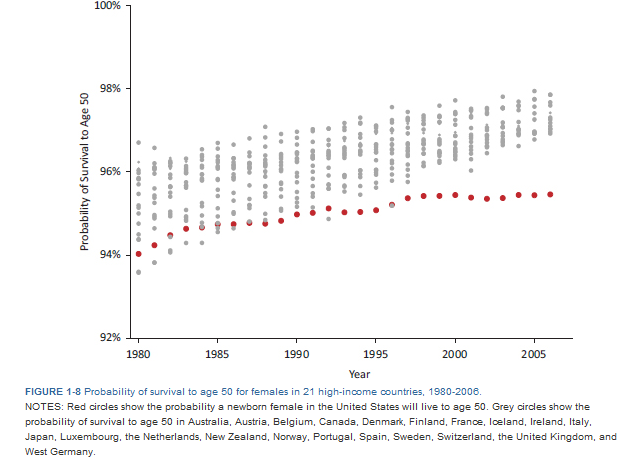 100%
98%
96%
94%
92%
Probability of Survival to Age 50
1980
1985
1990
1995
2000
2005
Year
FIGURE 1-8 Probability of survival to age 50 for females in 21 high-income countries, 1980-2006.
NOTES: Red circles show the probability a newborn female in the United States will live to age 50. Grey circles show the
probability of survival to age 50 in Australia, Austria, Belgium, Canada, Denmark, Finland, France, Iceland, Ireland, Italy,
Japan, Luxembourg, the Netherlands, New Zealand, Norway, Portugal, Spain, Sweden, Switzerland, the United Kingdom, and
West Germany.